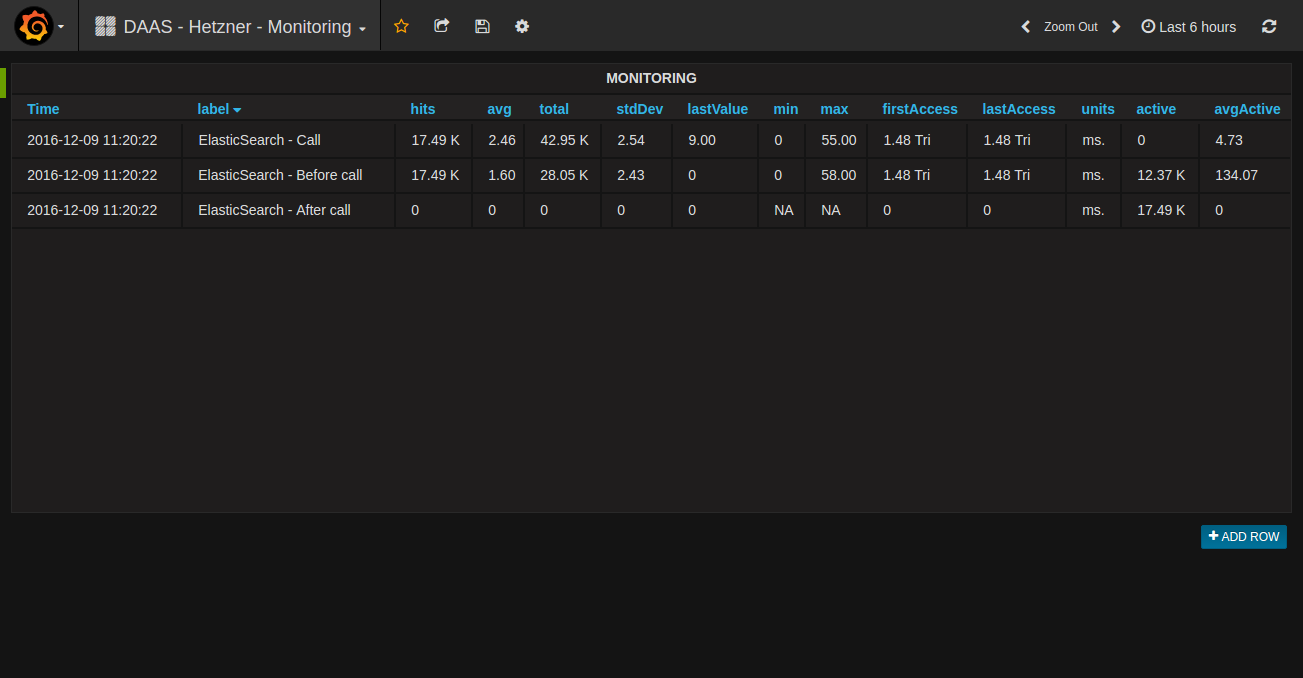 DAAS - Hetzner - Monitoring Zoom Out Last 6 hours
MONITORING
Time label hits avg total stdDev lastValue min max firstAccess lastAccess units active avgActive
2016-12-09 11:20:22 ElasticSearch - Call 17.49 K 2.46 42.95 K 2.54 9.00 0 55.00 1.48 Tri 1.48 Tri ms. 0 4.73
2016-12-09 11:20:22 ElasticSearch - Before call 17.49 K 1.60 28.05 K 2.43 0 0 58.00 1.48 Tri 1.48 Tri ms. 12.37 K 134.07
2016-12-09 11:20:22 ElasticSearch - After call 0 0 0 0 0 NA NA 0 0 ms. 17.49 K 0
ADD ROW